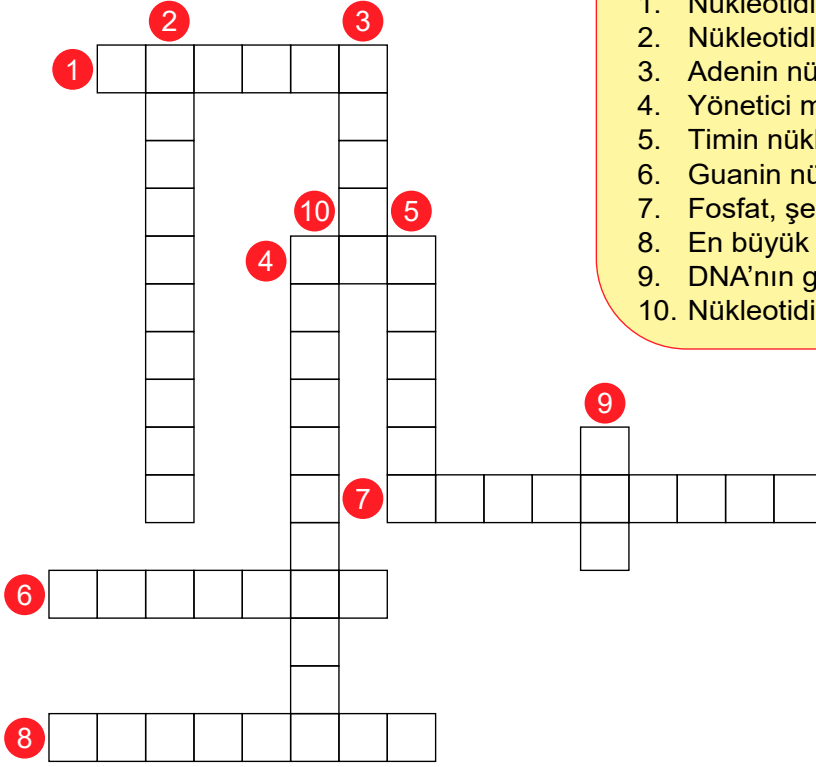 2 3
1
10 5
4
9
7
6
8
1. Nükleotidl
2. Nükleotidl
3. Adenin nü
4. Yönetici m
5. Timin nükl
6. Guanin nü
7. Fosfat, şe
8. En büyük
9. DNA’nın g
10. Nükleotidi